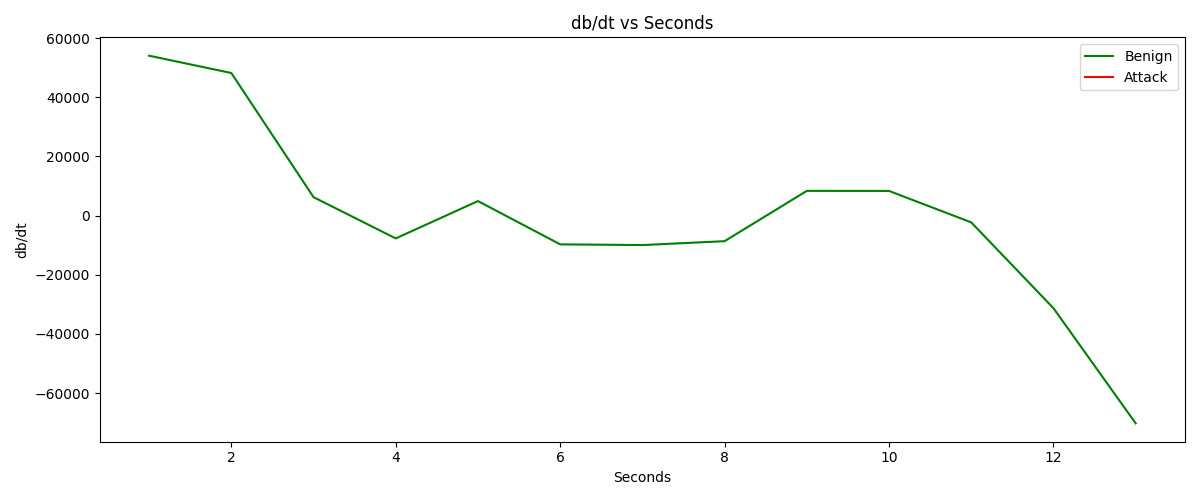 db/dt vs Seconds
Benign
Attack
60000
40000
20000
0
−20000
−40000
−60000
db/dt
2 4 6 8 10 12
Seconds